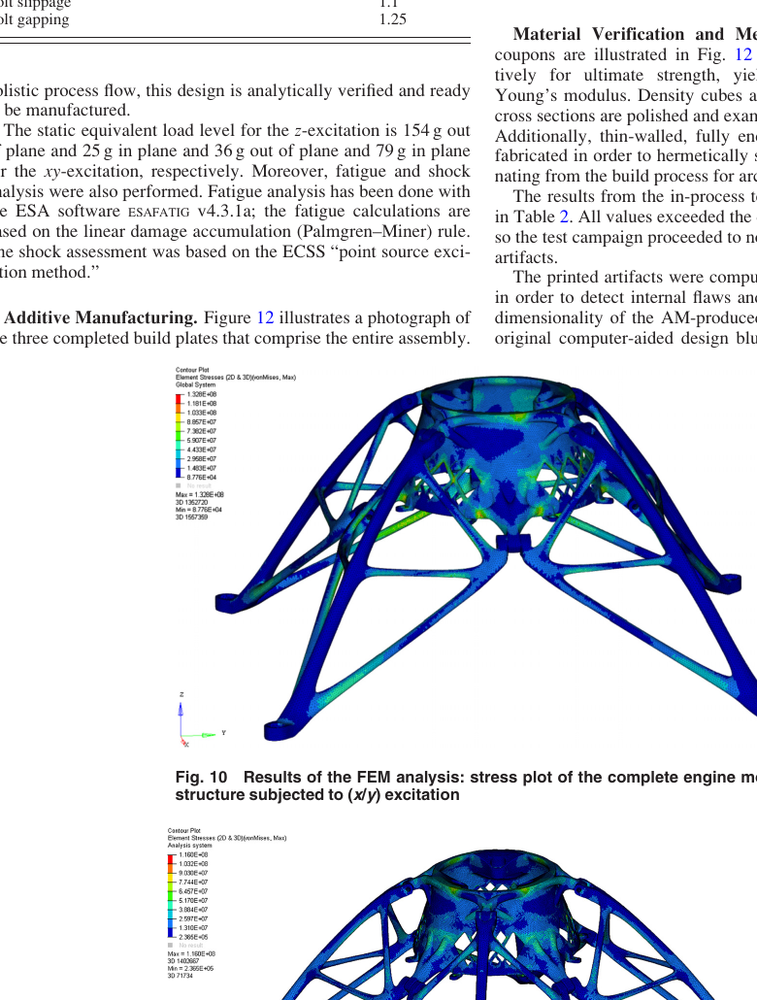 olt slippage 1.1
olt gapping 1.25
olistic process flow, this design is analytically verified and ready
be manufactured.
The static equivalent load level for the z-excitation is 154 g out
f plane and 25 g in plane and 36 g out of plane and 79 g in plane
r the xy-excitation, respectively. Moreover, fatigue and shock
nalysis were also performed. Fatigue analysis has been done with
e ESA software ESAFATIG v4.3.1a; the fatigue calculations are
ased on the linear damage accumulation (Palmgren–Miner) rule.
he shock assessment was based on the ECSS “point source exci-
tion method.”
Additive Manufacturing. Figure 12 illustrates a photograph of
e three completed build plates that comprise the entire assembly.
Material Verification and Me
coupons are illustrated in Fig. 12
tively for ultimate strength, yiel
Young’s modulus. Density cubes a
cross sections are polished and exam
Additionally, thin-walled, fully enc
fabricated in order to hermetically s
nating from the build process for arc
The results from the in-process te
in Table 2. All values exceeded the
so the test campaign proceeded to no
artifacts.
The printed artifacts were compu
in order to detect internal flaws and
dimensionality of the AM-produced
original computer-aided design blu
Contour Plot
Element Stresses (2D & 3D)(vonMises, Max)
Global System
1.328E+08
1.181E+08
1.033E+08
8.857E+07
7.382E+07
5.907E+07
4.433E+07
2.958E+07
1.483E+07
8.776E+04
No result
Max = 1.328E+08
3D 1352720
Min = 8.776E+04
3D 1557359
Z
Y
X
Fig. 10 Results of the FEM analysis: stress plot of the complete engine mo
structure subjected to (x/y) excitation
Contour Plot
Element Stresses (2D & 3D)(vonMises, Max)
Analysis system
1.160E+08
1.032E+08
9.030E+07
7.744E+07
6.457E+07
5.170E+07
3.884E+07
2.597E+07
1.310E+07
2.365E+05
No result
Max = 1.160E+08
3D 1402667
Min = 2.365E+05
3D 71734